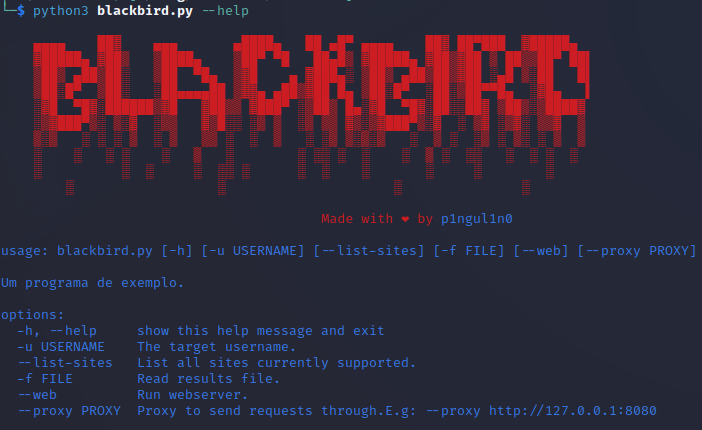 └─$ python3 blackbird.py --help
BLACKBIRD
Made with ❤ by p1ngul1n0
usage: blackbird.py [-h] [-u USERNAME] [--list-sites] [-f FILE] [--web] [--proxy PROXY]
Um programa de exemplo.
options:
-h, --help show this help message and exit
-u USERNAME The target username.
--list-sites List all sites currently supported.
-f FILE Read results file.
--web Run webserver.
--proxy PROXY Proxy to send requests through.E.g: --proxy http://127.0.0.1:8080